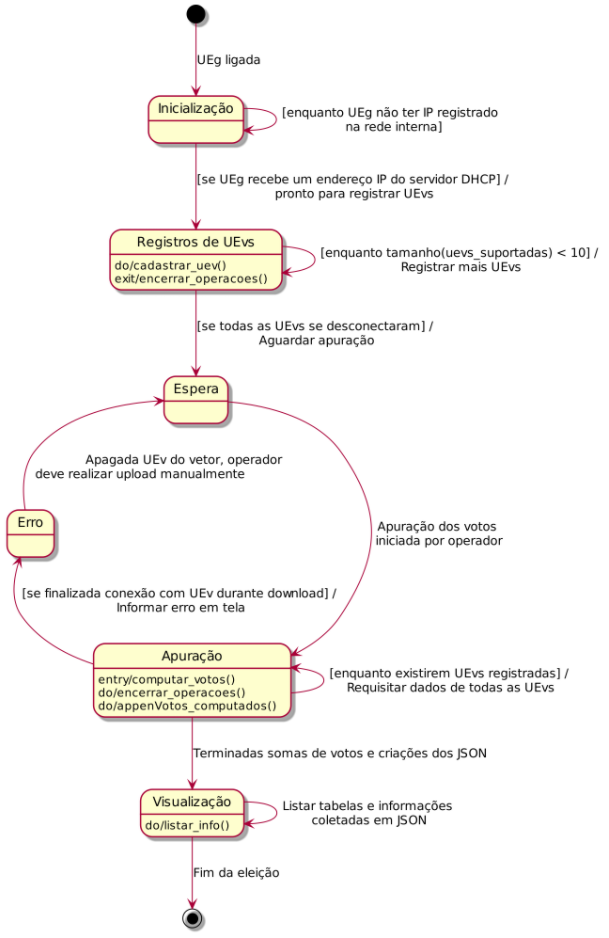 UEg ligada
Inicialização
[enquanto UEg não ter IP registrado
na rede interna]
[se UEg recebe um endereço IP do servidor DHCP] /
pronto para registrar UEvs
Registros de UEvs
do/cadastrar_uev()
exit/encerrar_operacoes()
[enquanto tamanho(uevs_suportadas) < 10] /
Registrar mais UEvs
[se todas as UEvs se desconectaram] /
Aguardar apuração
Espera
Apagada UEv do vetor, operador
deve realizar upload manualmente
Erro
Apuração dos votos
iniciada por operador
[se finalizada conexão com UEv durante download] /
Informar erro em tela
Apuração
entry/computar_votos()
do/encerrar_operacoes()
do/appenVotos_computados()
[enquanto existirem UEvs registradas] /
Requisitar dados de todas as UEvs
Terminadas somas de votos e criações dos JSON
Visualização
do/listar_info()
Listar tabelas e informações
coletadas em JSON
Fim da eleição